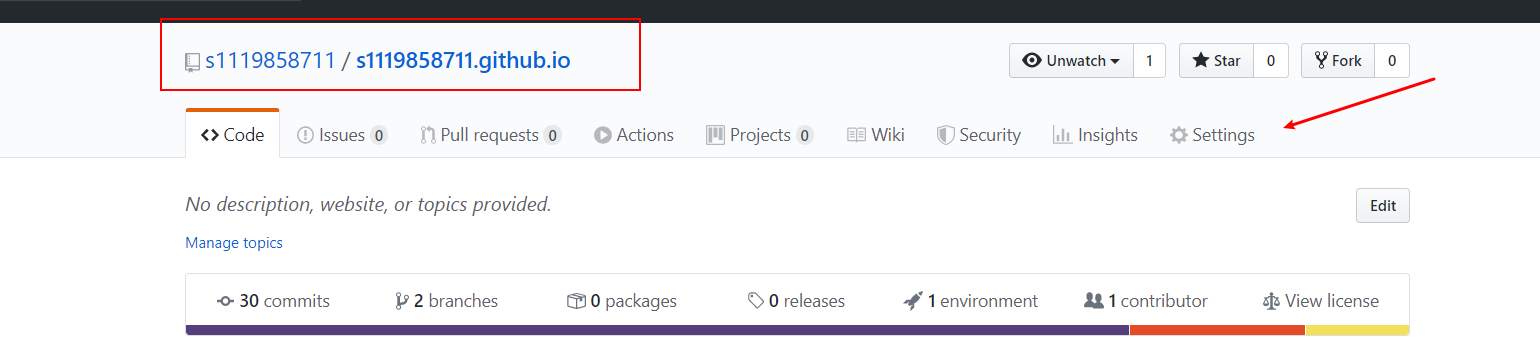 s1119858711 / s1119858711.github.io
Unwatch 1 Star 0 Fork 0
Code Issues 0 Pull requests 0 Actions Projects 0 Wiki Security Insights Settings
No description, website, or topics provided.
Edit
Manage topics
30 commits 2 branches 0 packages 0 releases 1 environment 1 contributor View license